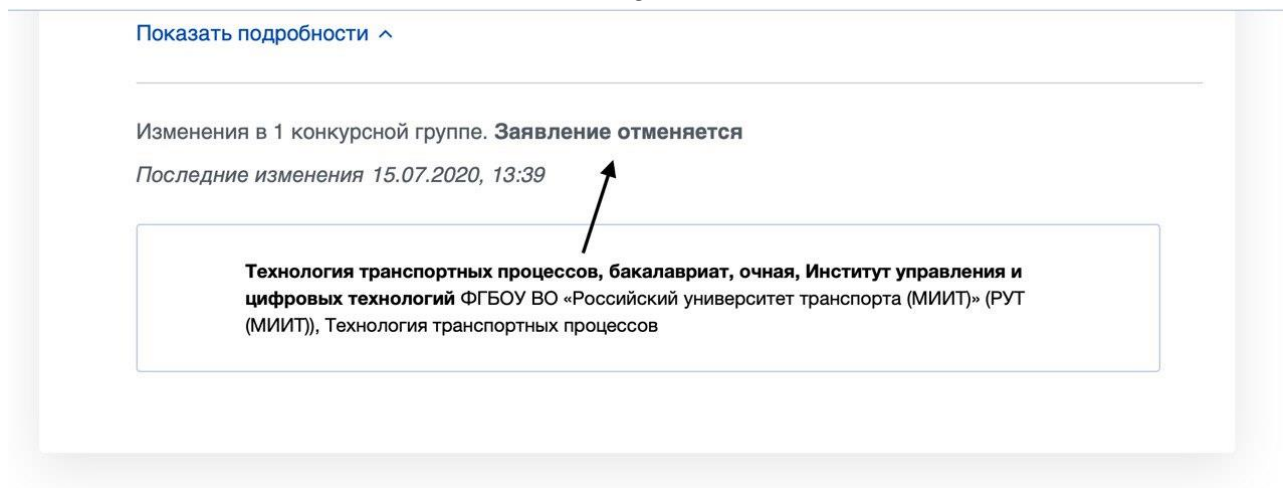 Показать подробности
Изменения в 1 конкурсной группе. Заявление отменяется
Последние изменения 15.07.2020, 13:39
Технология транспортных процессов, бакалавриат, очная, Институт управления и
цифровых технологий ФГБОУ ВО «Российский университет транспорта (МИИТ)» (РУТ
(МИИТ)), Технология транспортных процессов